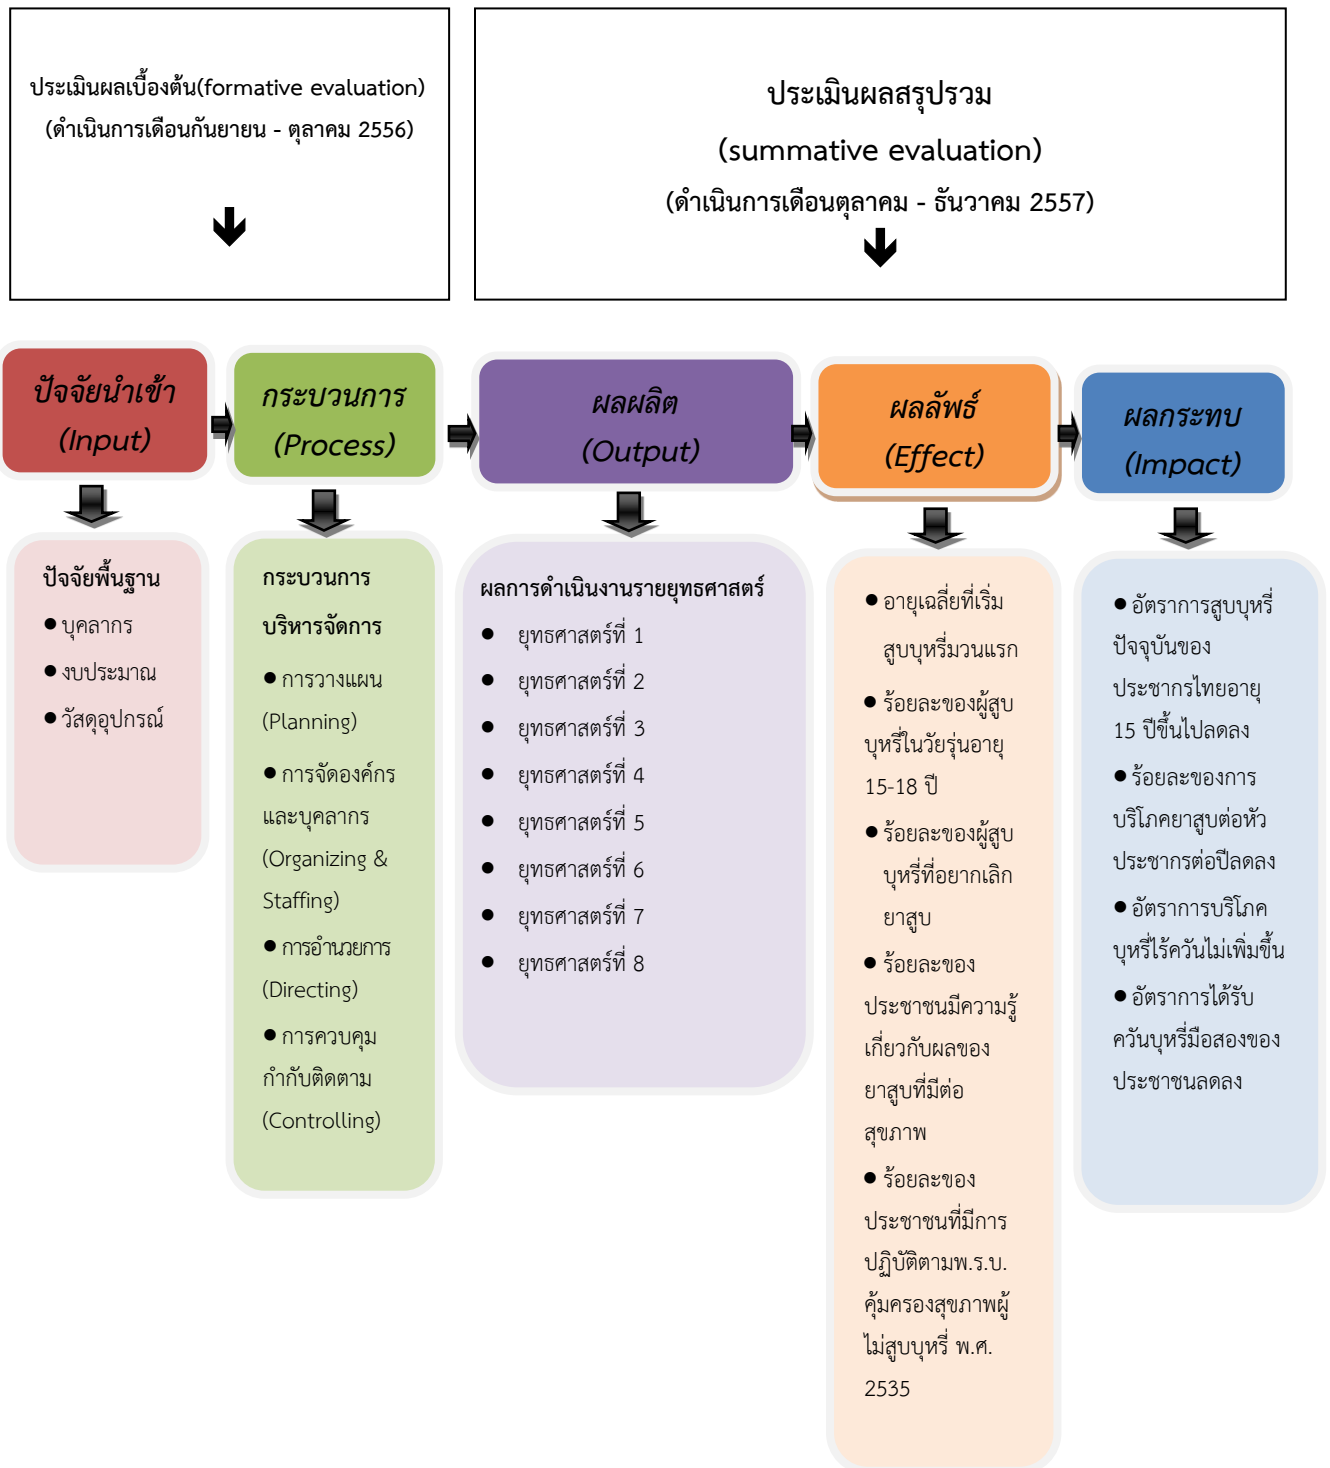 ประเมินผลเบื้องต้น(formative evaluation)
(ดำเนินการเดือนกันยายน - ตุลาคม 2556)
ประเมินผลสรุปรวม
(summative evaluation)
(ดำเนินการเดือนตุลาคม - ธันวาคม 2557)
ปัจจัยนำเข้า
(Input)
กระบวนการ
(Process)
ผลผลิต
(Output)
ผลลัพธ์
(Effect)
ผลกระทบ
(Impact)
ปัจจัยพื้นฐาน
● บุคลากร
● งบประมาณ
● วัสดุอุปกรณ์
กระบวนการ
บริหารจัดการ
● การวางแผน
(Planning)
● การจัดองค์กร
และบุคลากร
(Organizing &
Staffing)
● การอำนวยการ
(Directing)
● การควบคุม
กำกับติดตาม
(Controlling)
ผลการดำเนินงานรายยุทธศาสตร์
● ยุทธศาสตร์ที่ 1
● ยุทธศาสตร์ที่ 2
● ยุทธศาสตร์ที่ 3
● ยุทธศาสตร์ที่ 4
● ยุทธศาสตร์ที่ 5
● ยุทธศาสตร์ที่ 6
● ยุทธศาสตร์ที่ 7
● ยุทธศาสตร์ที่ 8
● อายุเฉลี่ยที่เริ่ม
สูบบุหรี่มวนแรก
● ร้อยละของผู้สูบ
บุหรี่ในวัยรุ่นอายุ
15-18 ปี
● ร้อยละของผู้สูบ
บุหรี่ที่อยากเลิก
ยาสูบ
● ร้อยละของ
ประชาชนมีความรู้
เกี่ยวกับผลของ
ยาสูบที่มีต่อ
สุขภาพ
● ร้อยละของ
ประชาชนที่มีการ
ปฏิบัติตามพ.ร.บ.
คุ้มครองสุขภาพผู้
ไม่สูบบุหรี่ พ.ศ.
2535
● อัตราการสูบบุหรี่
ปัจจุบันของ
ประชากรไทยอายุ
15 ปีขึ้นไปลดลง
● ร้อยละของการ
บริโภคยาสูบต่อหัว
ประชากรต่อปีลดลง
● อัตราการบริโภค
บุหรี่ไร้ควันไม่เพิ่มขึ้น
● อัตราการได้รับ
ควันบุหรี่มือสองของ
ประชาชนลดลง